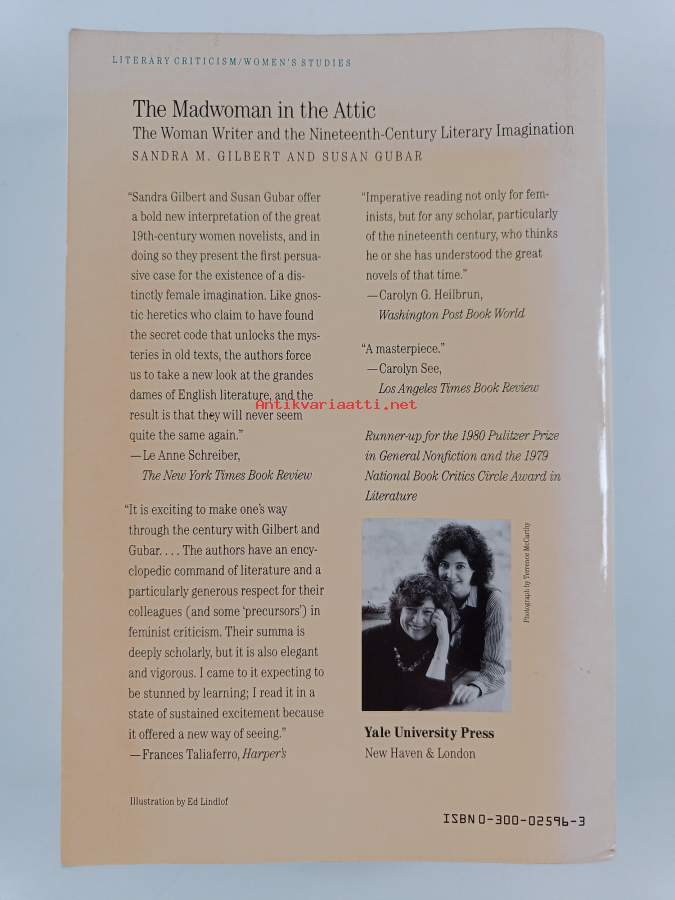 LITERARY CRITICISM/WOMEN'S STUDIES
The Madwoman in the Attic
The Woman Writer and the Nineteenth-Century Literary Imagination
SANDRA M. GILBERT AND SUSAN GUBAR
“Sandra Gilbert and Susan Gubar offer
a bold new interpretation of the great
19th-century women novelists, and in
doing so they present the first persua-
sive case for the existence of a dis-
tinctly female imagination. Like gnos-
tic heretics who claim to have found
the secret code that unlocks the mys-
teries in old texts, the authors force
us to take a new look at the grandes
dames of English literature, and the
result is that they will never seem
quite the same again.”
—Le Anne Schreiber,
The New York Times Book Review
“It is exciting to make one's way
through the century with Gilbert and
Gubar. . . . The authors have an ency-
clopedic command of literature and a
particularly generous respect for their
colleagues (and some ‘precursors’) in
feminist criticism. Their summa is
deeply scholarly, but it is also elegant
and vigorous. I came to it expecting to
be stunned by learning; I read it in a
state of sustained excitement because
it offered a new way of seeing.”
—Frances Taliaferro, Harper's
Illustration by Ed Lindlof
“Imperative reading not only for fem-
inists, but for any scholar, particularly
of the nineteenth century, who thinks
he or she has understood the great
novels of that time.”
—Carolyn G. Heilbrun,
Washington Post Book World
“A masterpiece.”
—Carolyn See,
Los Angeles Times Book Review
Antikvariaatti.net
Runner-up for the 1980 Pulitzer Prize
in General Nonfiction and the 1979
National Book Critics Circle Award in
Literature
Photograph by Terrence McCarthy
Yale University Press
New Haven & London
ISBN 0-300-02596-3